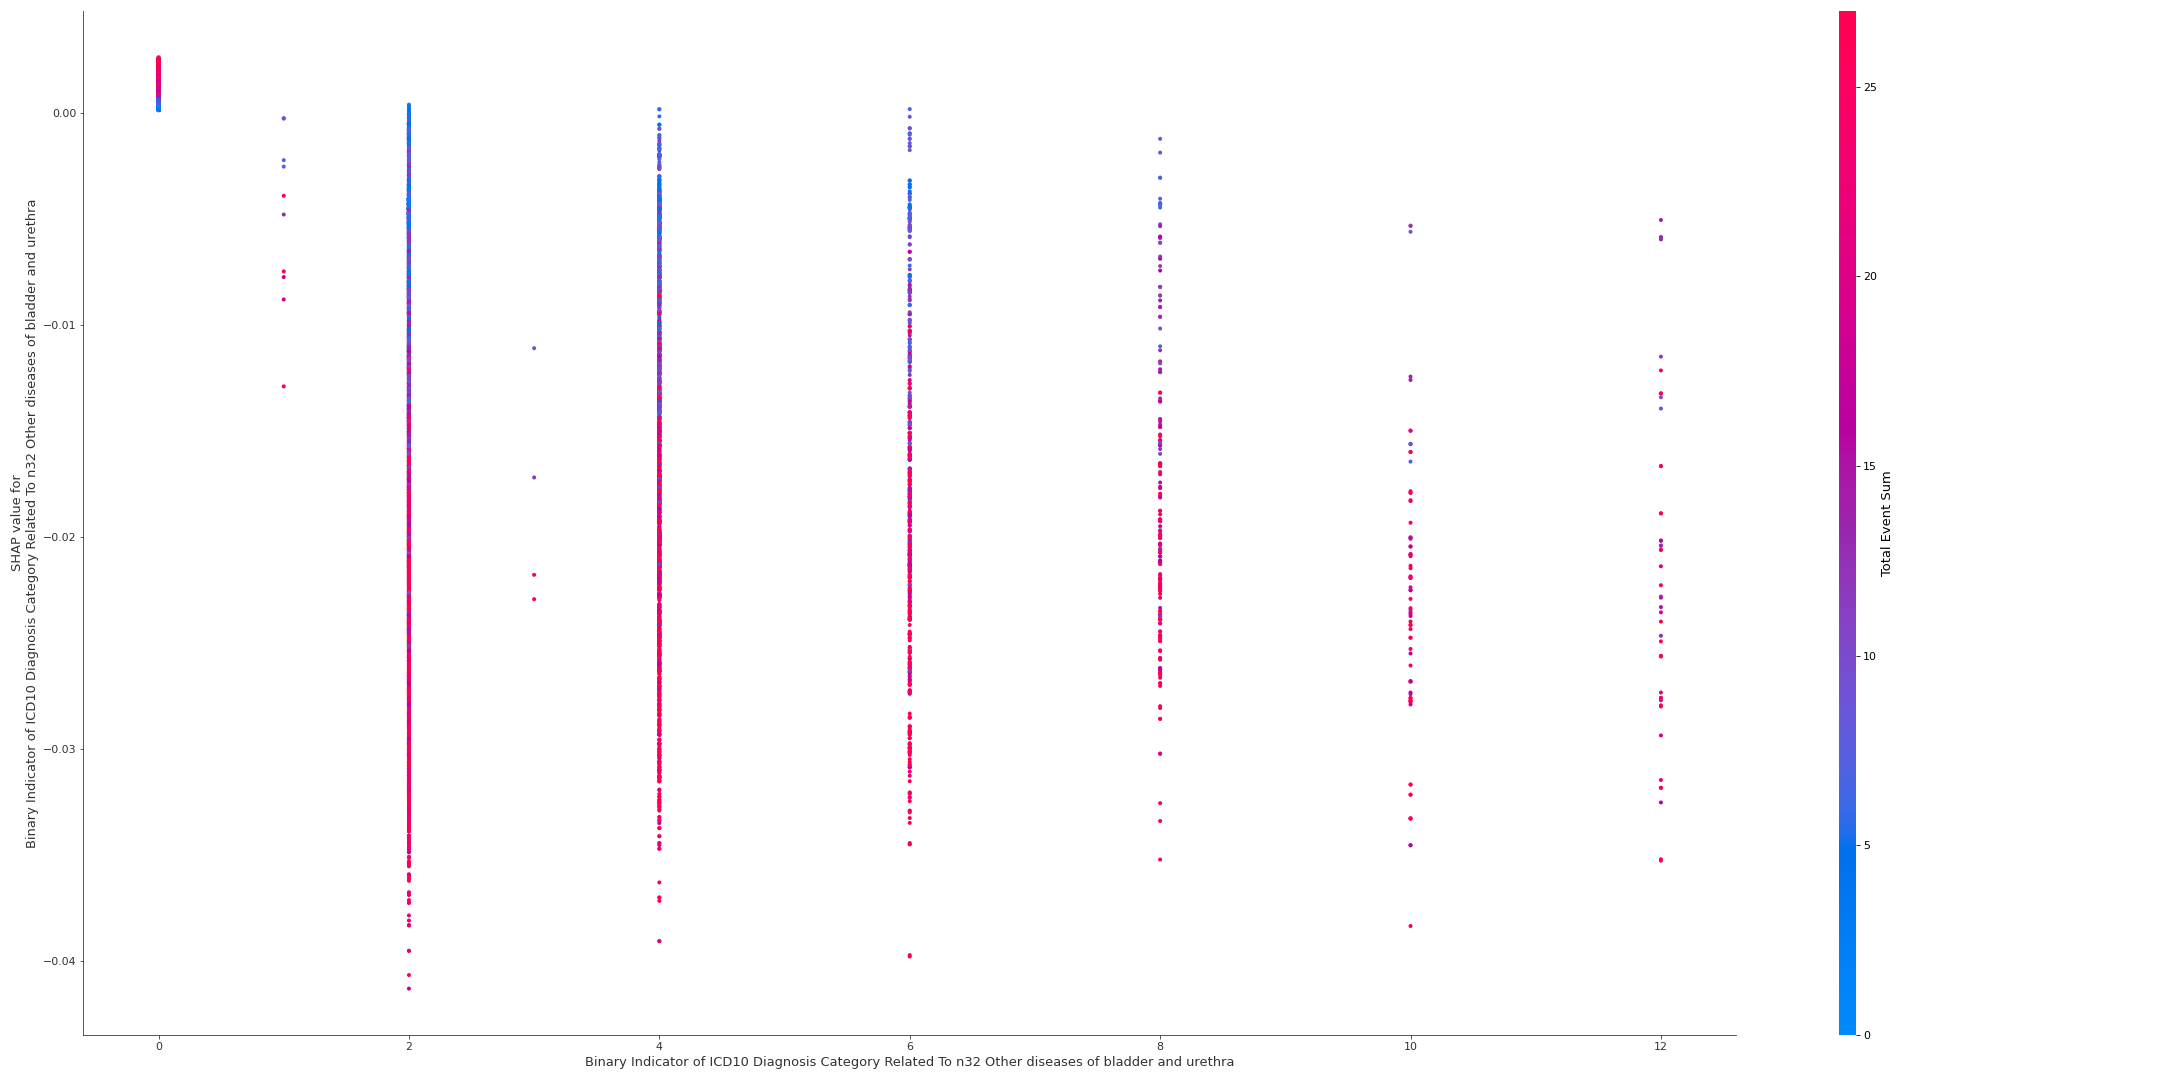 SHAP value for
Binary Indicator of ICD10 Diagnosis Category Related To n32 Other diseases of bladder and urethra
0.00
−0.01
−0.02
−0.03
−0.04
0 2 4 6 8 10 12
Binary Indicator of ICD10 Diagnosis Category Related To n32 Other diseases of bladder and urethra
25
20
15
10
5
0
Total Event Sum